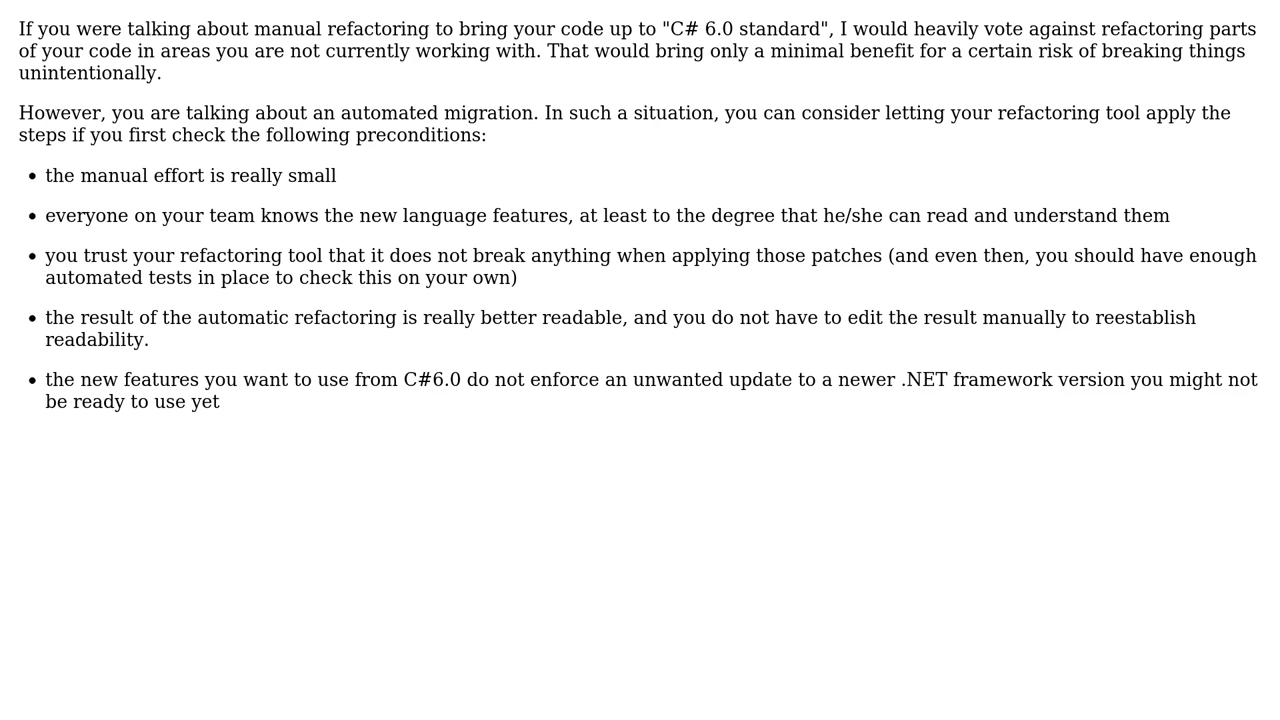 If you were talking about manual refactoring to bring your code up to "C# 6.0 standard", I would heavily vote against refactoring parts
of your code in areas you are not currently working with. That would bring only a minimal benefit for a certain risk of breaking things
unintentionally.
However, you are talking about an automated migration. In such a situation, you can consider letting your refactoring tool apply the
steps if you first check the following preconditions:
• the manual effort is really small
• everyone on your team knows the new language features, at least to the degree that he/she can read and understand them
• you trust your refactoring tool that it does not break anything when applying those patches (and even then, you should have enough
automated tests in place to check this on your own)
• the result of the automatic refactoring is really better readable, and you do not have to edit the result manually to reestablish
readability.
• the new features you want to use from C#6.0 do not enforce an unwanted update to a newer .NET framework version you might not
be ready to use yet